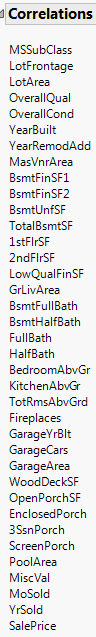 Correlations
MSSubClass
LotFrontage
LotArea
OverallQual
OverallCond
YearBuilt
YearRemodAdd
MasVnrArea
BsmtFinSF1
BsmtFinSF2
BsmtUnfSF
TotalBsmtSF
1stFlrSF
2ndFlrSF
LowQualFinSF
GrLivArea
BsmtFullBath
BsmtHalfBath
FullBath
HalfBath
BedroomAbvGr
KitchenAbvGr
TotRmsAbvGrd
Fireplaces
GarageYrBlt
GarageCars
GarageArea
WoodDeckSF
OpenPorchSF
EnclosedPorch
3SsnPorch
ScreenPorch
PoolArea
MiscVal
MoSold
YrSold
SalePrice